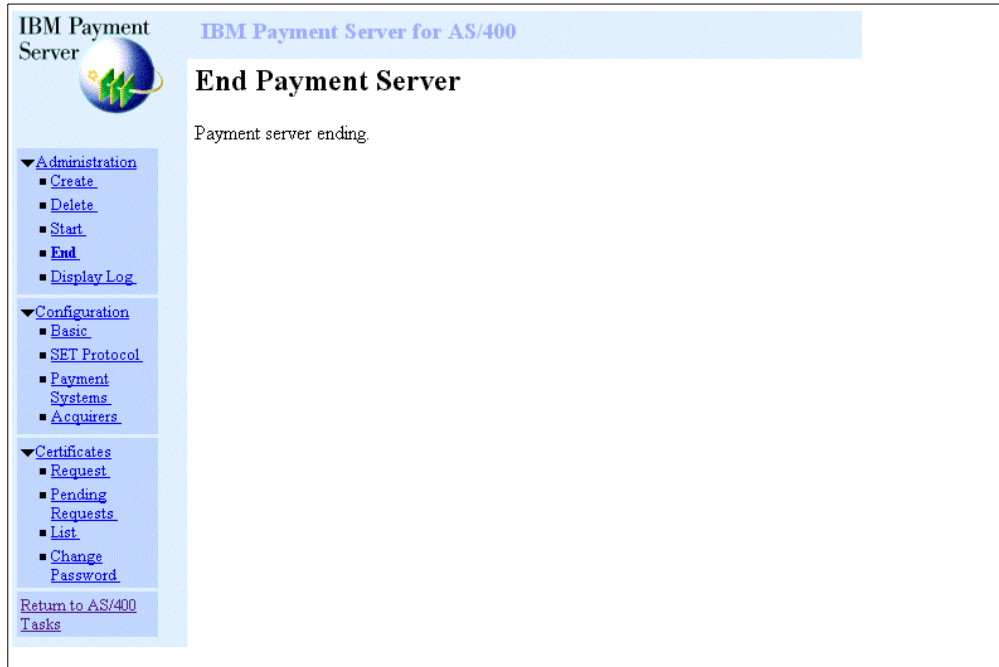 IBM Payment
Server
IBM Payment Server for AS/400
End Payment Server
Payment server ending.
Administration
Create
Delete
Start
End
Display Log
Configuration
Basic
SET Protocol
Payment
Systems
Acquirers
Certificates
Request
Pending
Requests
List
Change
Password
Return to AS/400
Tasks